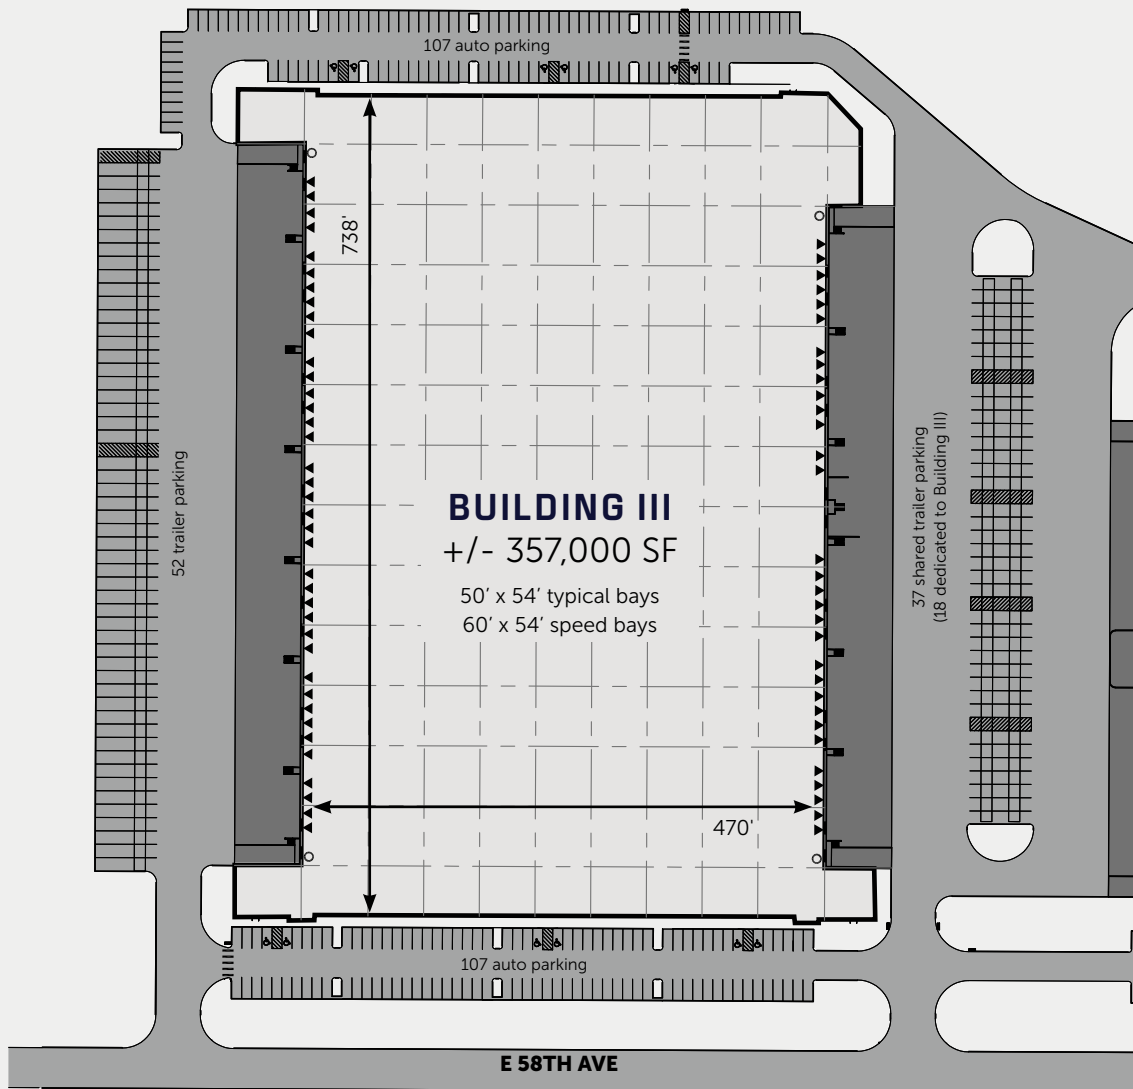 107 auto parking
738'
52 trailer parking
37 shared trailer parking
(18 dedicated to Building III)
BUILDING III
+/- 357,000 SF
50’ x 54’ typical bays
60’ x 54’ speed bays
470'
107 auto parking
E 58TH AVE